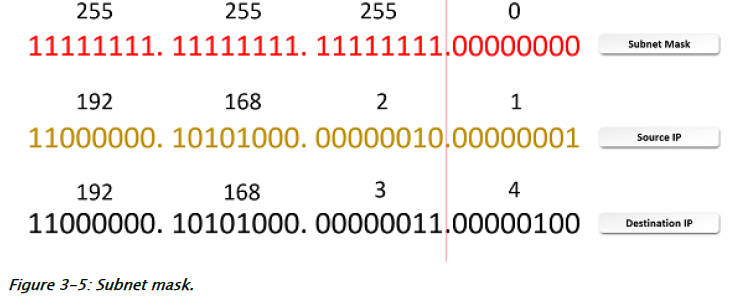 255 255 255 0
11111111. 11111111. 11111111.00000000 Subnet Mask
192 168 2 1
11000000. 10101000. 00000010.00000001 Source IP
192 168 3 4
11000000. 10101000. 00000011.00000100 Destination IP
Figure 3-5: Subnet mask.